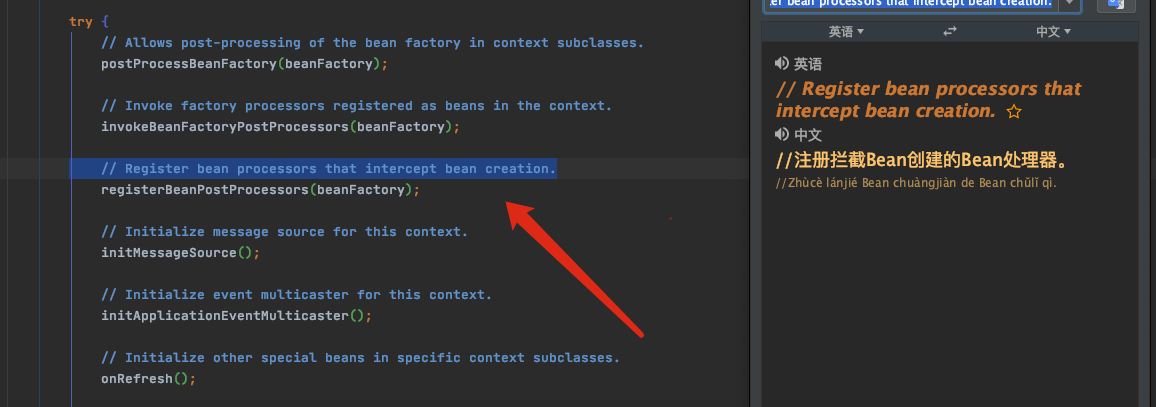 try {
// Allows post-processing of the bean factory in context subclasses.
postProcessBeanFactory(beanFactory);
// Invoke factory processors registered as beans in the context.
invokeBeanFactoryPostProcessors(beanFactory);
// Register bean processors that intercept bean creation.
registerBeanPostProcessors(beanFactory);
// Initialize message source for this context.
initMessageSource();
// Initialize event multicaster for this context.
initApplicationEventMulticaster();
// Initialize other special beans in specific context subclasses.
onRefresh();
bean processors that intercept bean creation.
英语 中文
英语
// Register bean processors that
intercept bean creation.
中文
//注册拦截Bean创建的Bean处理器。
//Zhùcè lánjié Bean chuàngjiàn de Bean chǔlǐ qì.